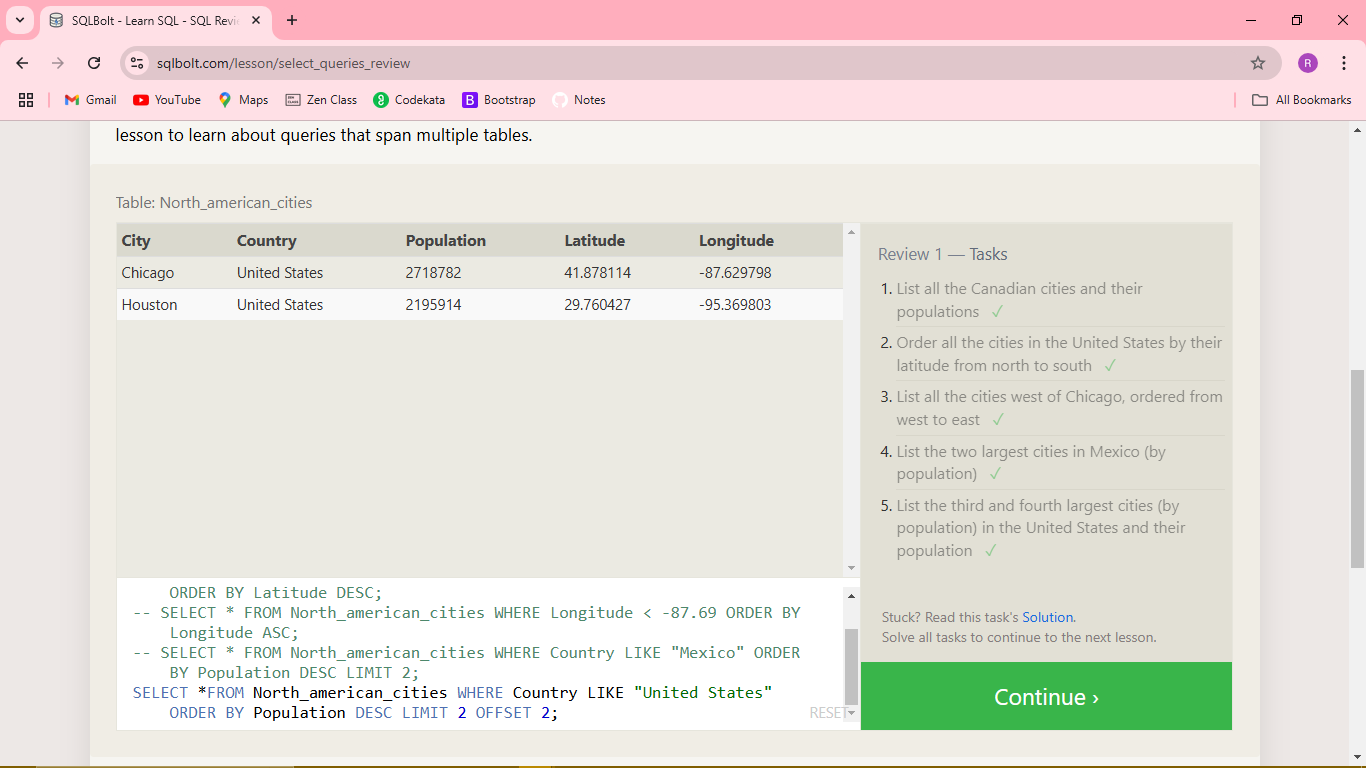 SQLBolt - Learn SQL - SQL Revi
sqlbolt.com/lesson/select_queries_review
R
Gmail YouTube Maps Zen Class Codekata Bootstrap Notes All Bookmarks
lesson to learn about queries that span multiple tables.
Table: North_american_cities
City Country Population Latitude Longitude
Chicago United States 2718782 41.878114 -87.629798
Houston United States 2195914 29.760427 -95.369803
Review 1 — Tasks
1. List all the Canadian cities and their
populations ✓
2. Order all the cities in the United States by their
latitude from north to south ✓
3. List all the cities west of Chicago, ordered from
west to east ✓
4. List the two largest cities in Mexico (by
population) ✓
5. List the third and fourth largest cities (by
population) in the United States and their
population ✓
Stuck? Read this task's Solution.
Solve all tasks to continue to the next lesson.
Continue ›
ORDER BY Latitude DESC;
-- SELECT * FROM North_american_cities WHERE Longitude < -87.69 ORDER BY
Longitude ASC;
-- SELECT * FROM North_american_cities WHERE Country LIKE "Mexico" ORDER
BY Population DESC LIMIT 2;
SELECT *FROM North_american_cities WHERE Country LIKE "United States"
ORDER BY Population DESC LIMIT 2 OFFSET 2;
RESET